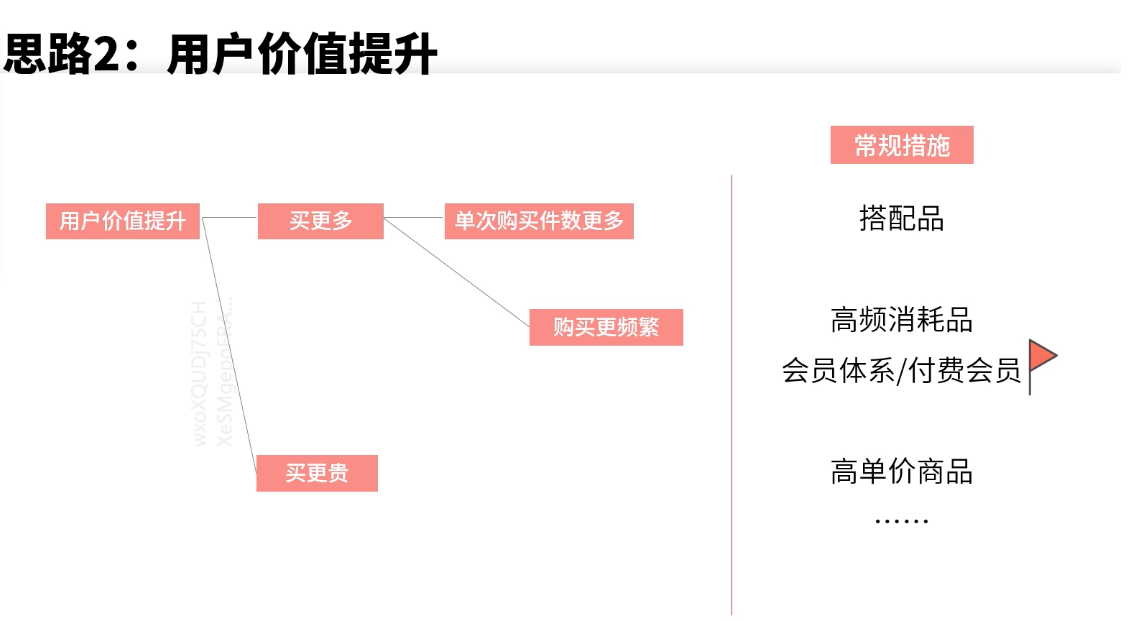 思路2：用户价值提升
常规措施
用户价值提升
买更多
单次购买件数更多
搭配品
购买更频繁
高频消耗品
会员体系/付费会员
买更贵
高单价商品
……
wxoXQUDj75CH
XeSMgepoERA...